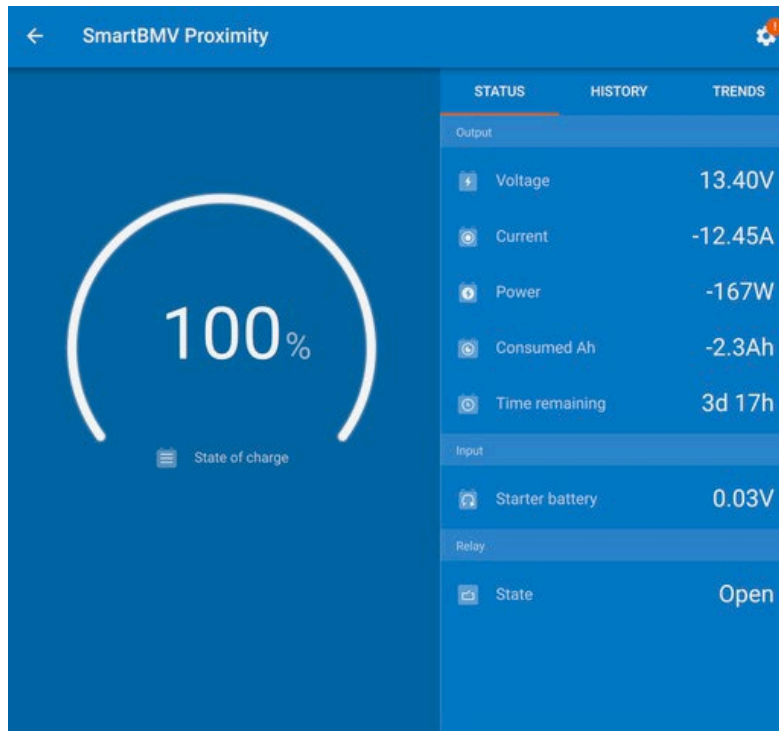 SmartBMV Proximity
!
STATUS HISTORY TRENDS
Output
Voltage 13.40V
Current -12.45A
Power -167W
Consumed Ah -2.3Ah
Time remaining 3d 17h
100%
State of charge
Input
Starter battery 0.03V
Relay
State Open